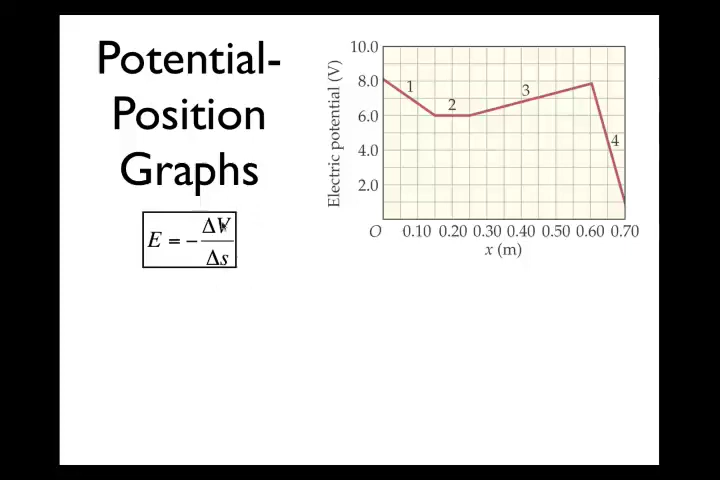 Potential-
Position
Graphs
E = −ΔV/Δs
Electric potential (V)
10.0
8.0
6.0
4.0
2.0
1
2
3
4
O 0.10 0.20 0.30 0.40 0.50 0.60 0.70
x (m)